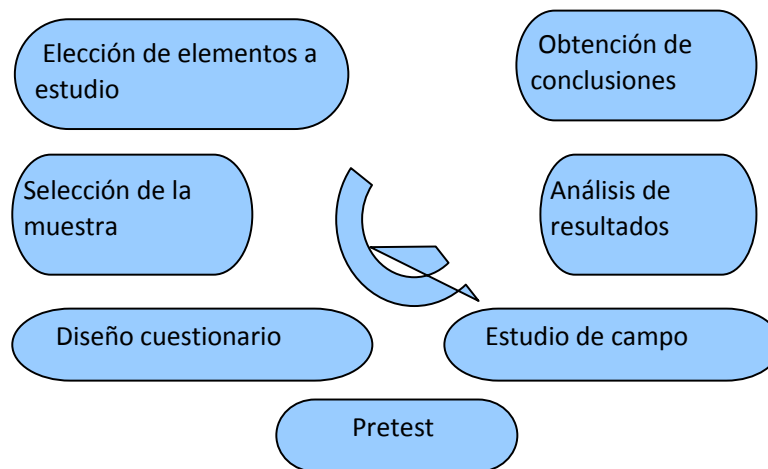 Elección de elementos a
estudio
Selección de la
muestra
Diseño cuestionario
Pretest
Estudio de campo
Análisis de
resultados
Obtención de
conclusiones